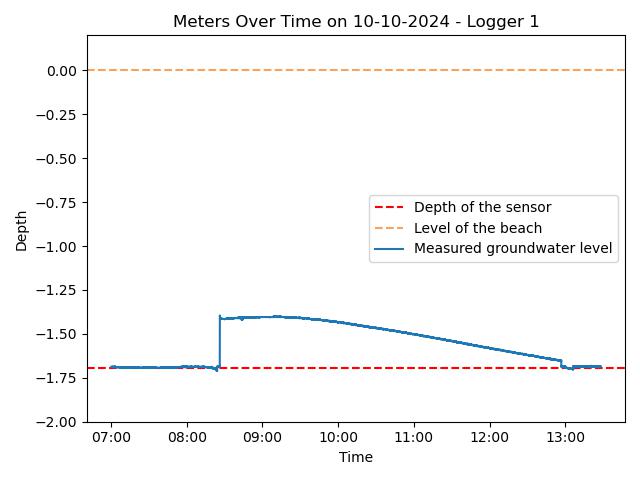 Meters Over Time on 10-10-2024 - Logger 1
0.00
−0.25
−0.50
−0.75
−1.00
−1.25
−1.50
−1.75
−2.00
Depth
Depth of the sensor
Level of the beach
Measured groundwater level
07:00 08:00 09:00 10:00 11:00 12:00 13:00
Time